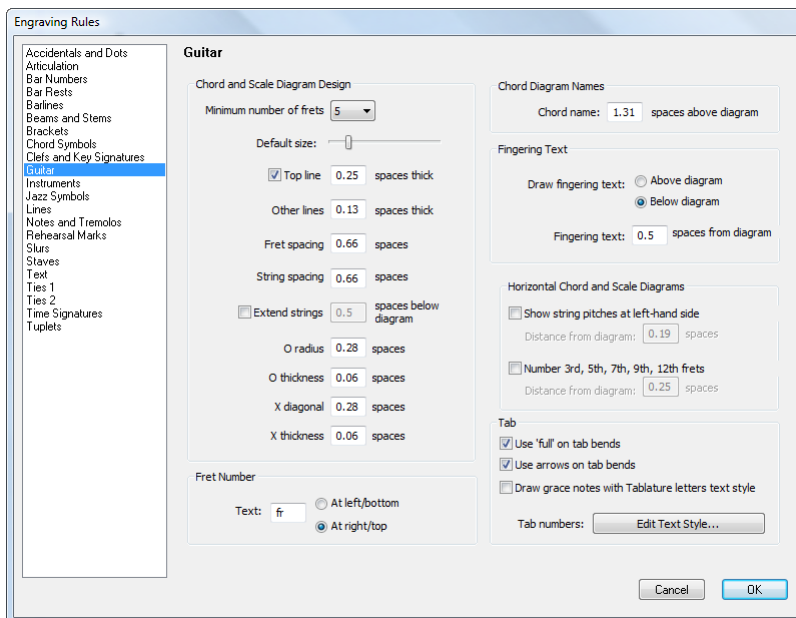 Engraving Rules
Accidentals and Dots
Articulation
Bar Numbers
Bar Rests
Barlines
Beams and Stems
Brackets
Chord Symbols
Clefs and Key Signatures
Guitar
Instruments
Jazz Symbols
Lines
Notes and Tremolos
Rehearsal Marks
Slurs
Staves
Text
Ties 1
Ties 2
Time Signatures
Tuplets
Guitar
Chord and Scale Diagram Design
Minimum number of frets 5
Default size:
Top line 0.25 spaces thick
Other lines 0.13 spaces thick
Fret spacing 0.66 spaces
String spacing 0.66 spaces
Extend strings 0.5 spaces below
diagram
O radius 0.28 spaces
O thickness 0.06 spaces
X diagonal 0.28 spaces
X thickness 0.06 spaces
Fret Number
Text: fr
At left/bottom
At right/top
Chord Diagram Names
Chord name: 1.31 spaces above diagram
Fingering Text
Draw fingering text:
Above diagram
Below diagram
Fingering text: 0.5 spaces from diagram
Horizontal Chord and Scale Diagrams
Show string pitches at left-hand side
Distance from diagram: 0.19 spaces
Number 3rd, 5th, 7th, 9th, 12th frets
Distance from diagram: 0.25 spaces
Tab
Use 'full' on tab bends
Use arrows on tab bends
Draw grace notes with Tablature letters text style
Tab numbers: Edit Text Style...
Cancel OK